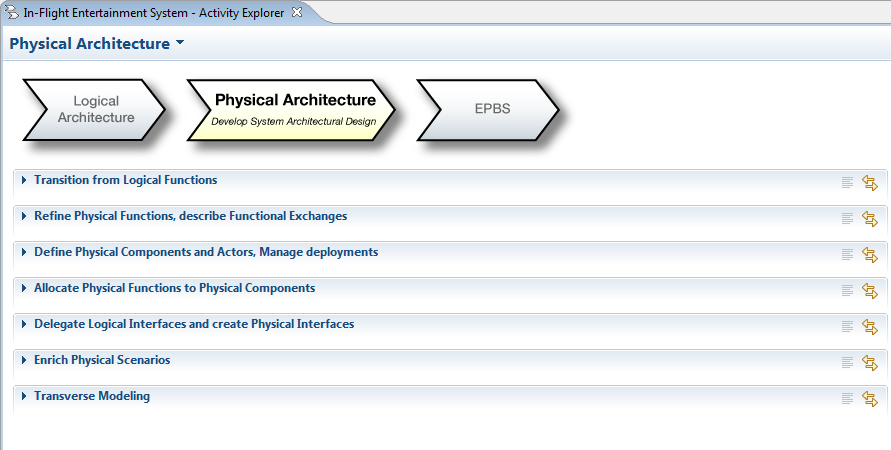 In-Flight Entertainment System - Activity Explorer
Physical Architecture
Logical
Architecture
Physical Architecture
Develop System Architectural Design
EPBS
Transition from Logical Functions
Refine Physical Functions, describe Functional Exchanges
Define Physical Components and Actors, Manage deployments
Allocate Physical Functions to Physical Components
Delegate Logical Interfaces and create Physical Interfaces
Enrich Physical Scenarios
Transverse Modeling